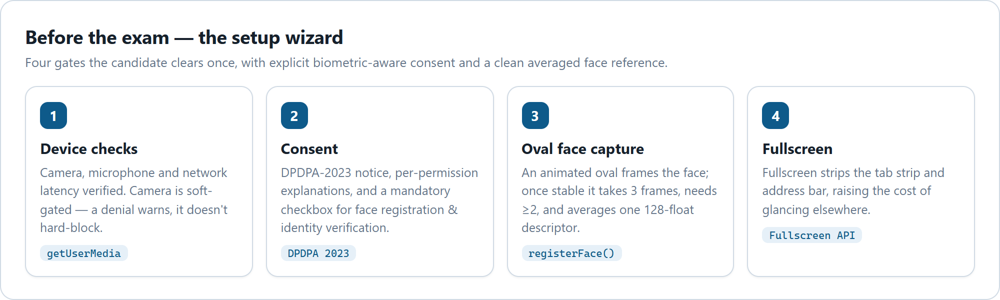 Before the exam — the setup wizard
Four gates the candidate clears once, with explicit biometric-aware consent and a clean averaged face reference.
1
Device checks
Camera, microphone and network
latency verified. Camera is soft-
gated — a denial warns, it doesn't
hard-block.
getUserMedia
2
Consent
DPDPA-2023 notice, per-permission
explanations, and a mandatory
checkbox for face registration &
identity verification.
DPDPA 2023
3
Oval face capture
An animated oval frames the face;
once stable it takes 3 frames, needs
≥2, and averages one 128-float
descriptor.
registerFace()
4
Fullscreen
Fullscreen strips the tab strip and
address bar, raising the cost of
glancing elsewhere.
Fullscreen API